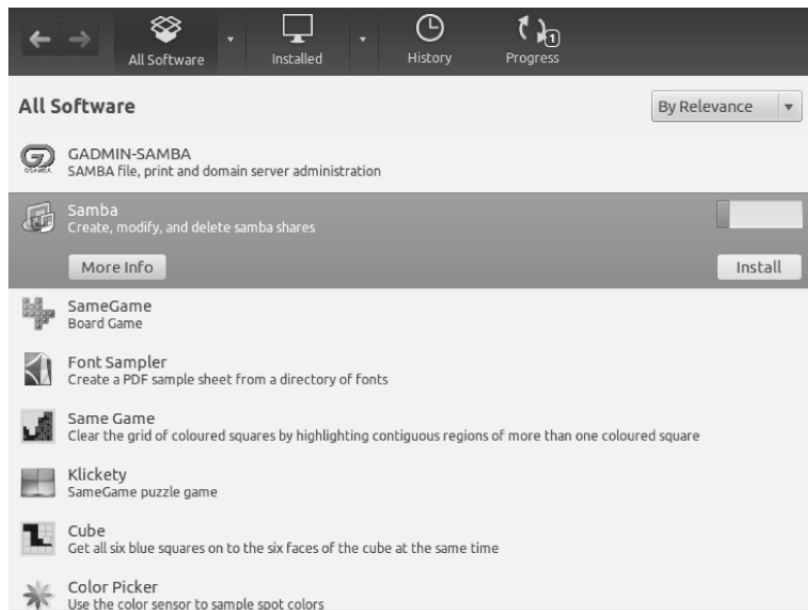 All Software
Installed
History
Progress
1
All Software
By Relevance
GADMIN-SAMBA
SAMBA file, print and domain server administration
Samba
Create, modify, and delete samba shares
More Info
Install
SameGame
Board Game
Font Sampler
Create a PDF sample sheet from a directory of fonts
Same Game
Clear the grid of coloured squares by highlighting contiguous regions of more than one coloured square
Klickety
SameGame puzzle game
Cube
Get all six blue squares on to the six faces of the cube at the same time
Color Picker
Use the color sensor to sample spot colors